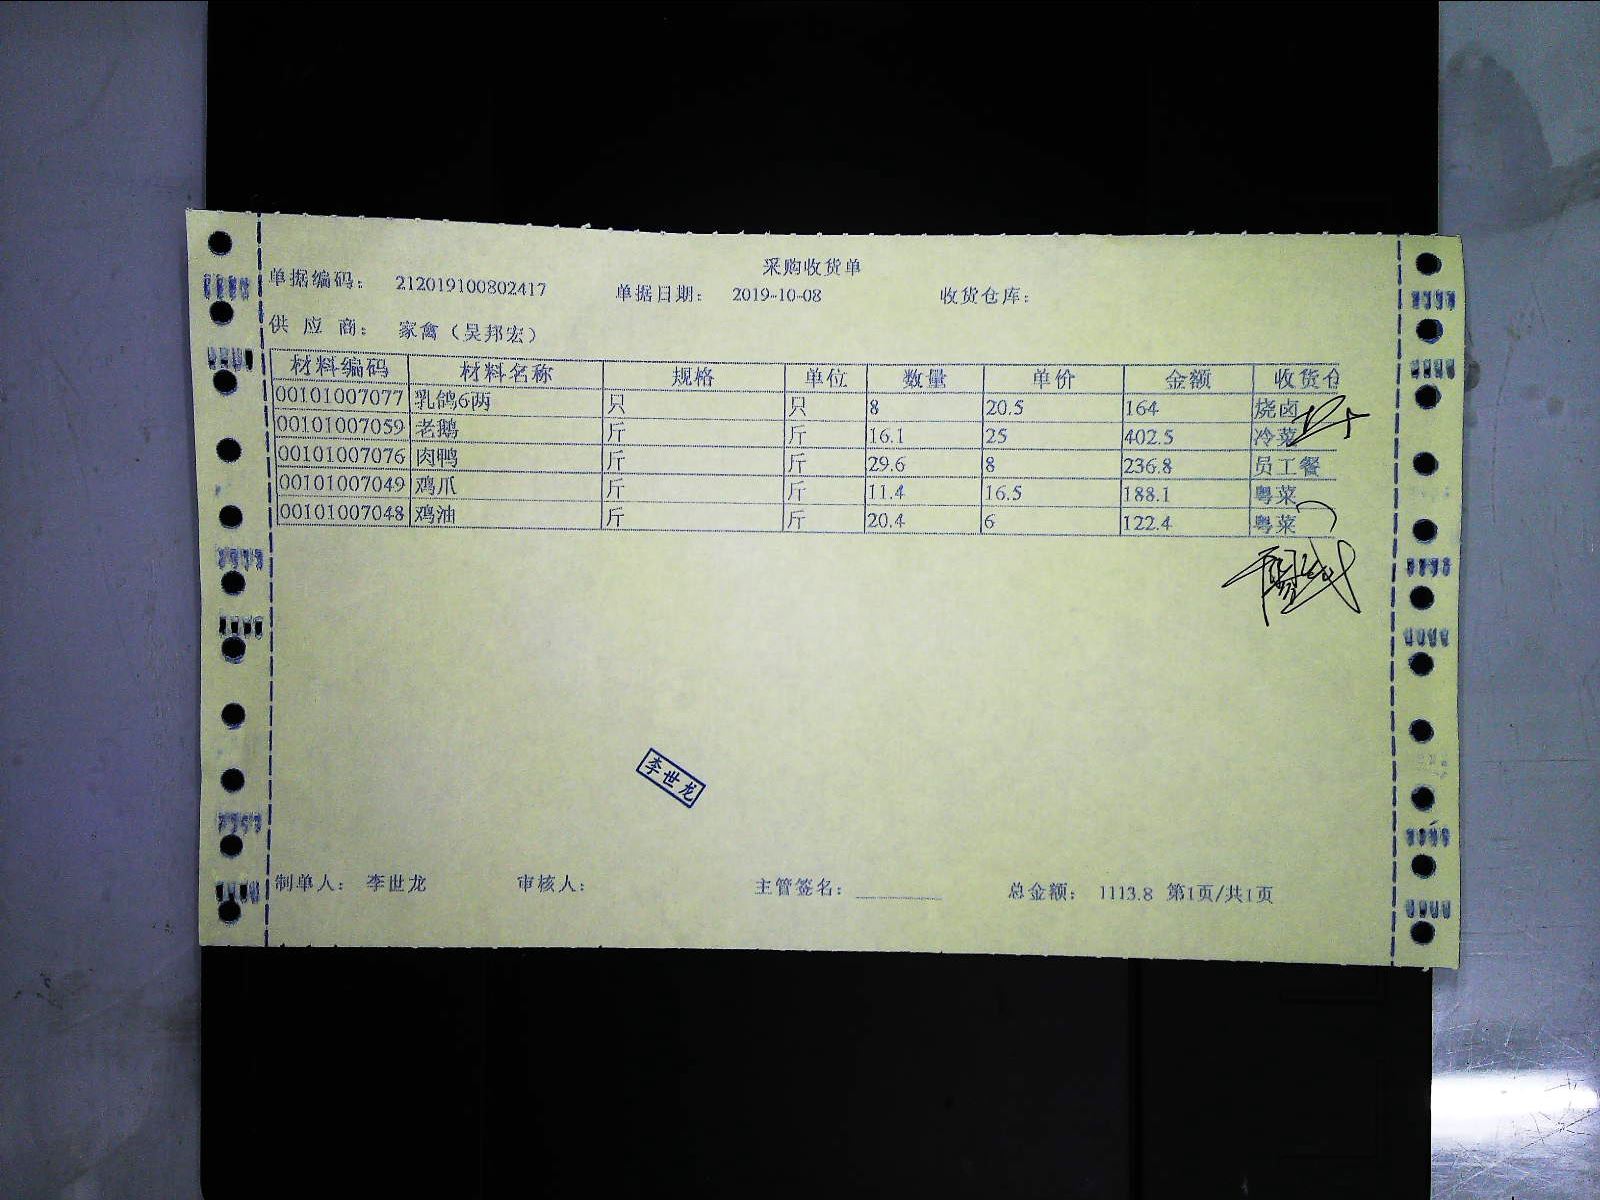 采购收货单
单据编码： 212019100802417 单据日期： 2019-10-08 收货仓库：
供 应 商： 家禽（吴邦宏）
材料编码 材料名称 规格 单位 数量 单价 金额 收货仓
00101007077 乳鸽6两 只 只 8 20.5 164 烧卤
00101007059 老鹅 斤 斤 16.1 25 402.5 冷菜
00101007076 肉鸭 斤 斤 29.6 8 236.8 员工餐
00101007049 鸡爪 斤 斤 11.4 16.5 188.1 粤菜
00101007048 鸡油 斤 斤 20.4 6 122.4 粤菜
李世龙
制单人： 李世龙 审核人： 主管签名： 总金额： 1113.8 第1页/共1页